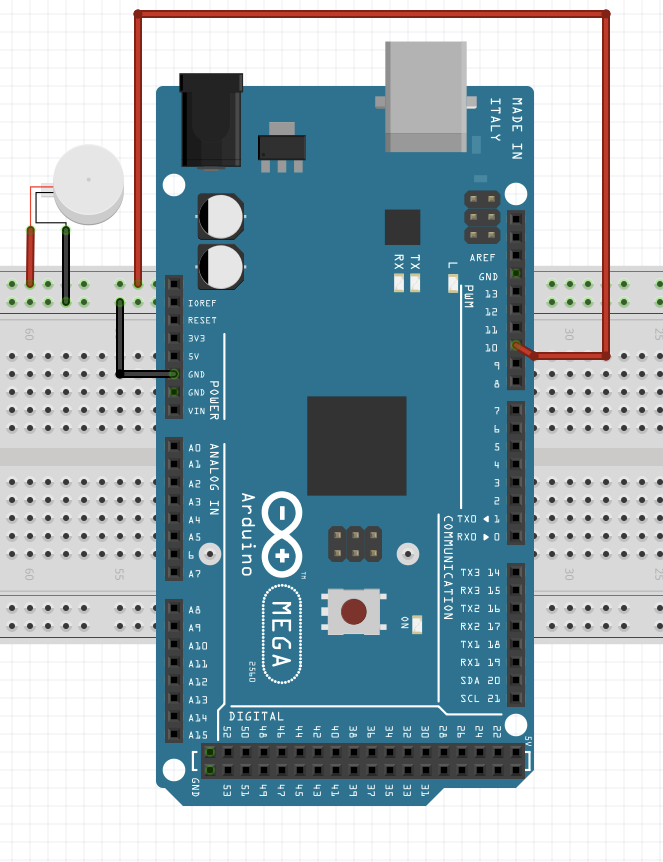 MADE IN
ITALY
RX
TX
L
AREF
GND
13
12
11
10
9
8
PWM
IOREF
RESET
3V3
5V
GND
GND
VIN
POWER
60
30
25
7
6
5
4
3
2
TX0 ◄ 1
RX0 ► 0
A0
A1
A2
A3
A4
A5
6
A7
ANALOG IN
Arduino
TM
MEGA
2560
COMMUNICATION
ON
TX3 14
RX3 15
TX2 16
RX2 17
TX1 18
RX1 19
SDA 20
SCL 21
60
55
30
25
A8
A9
A10
A11
A12
A13
A14
A15
DIGITAL
52
50
48
46
44
42
40
38
36
34
32
30
28
26
24
22
5V
GND
53
51
49
47
45
43
41
39
37
35
33
31